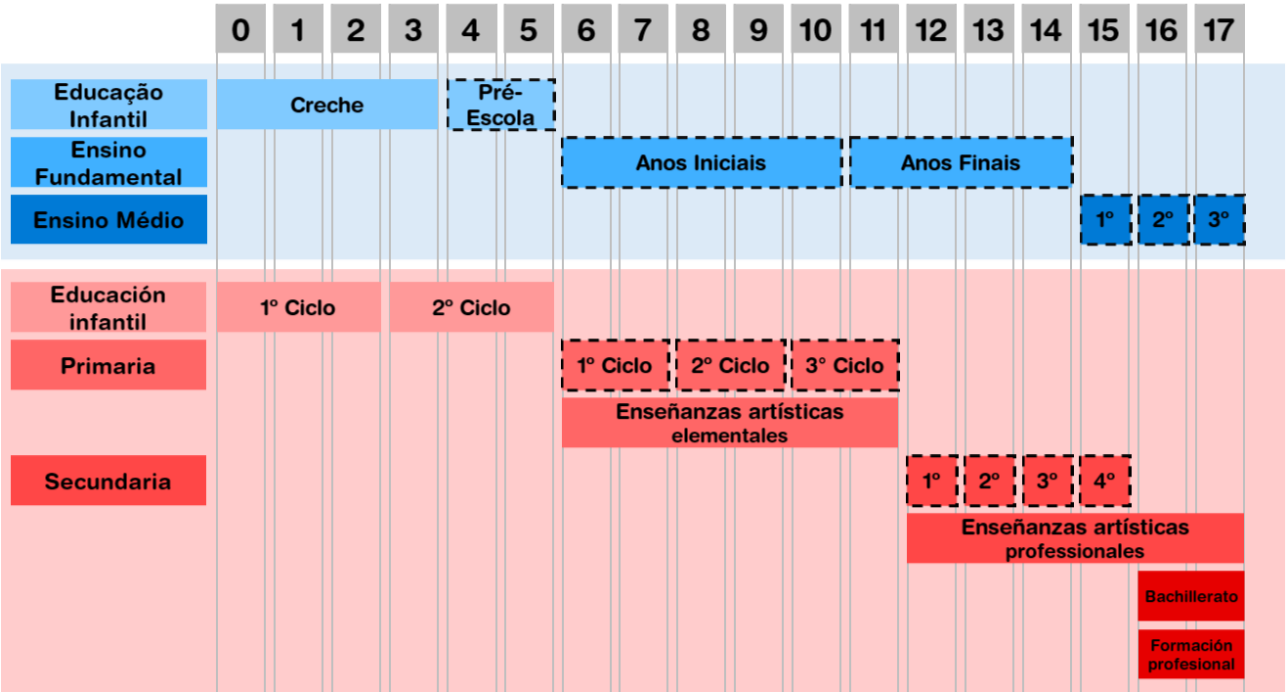 0 1 2 3 4 5 6 7 8 9 10 11 12 13 14 15 16 17
Educação
Infantil
Creche
Pré-
Escola
Ensino
Fundamental
Anos Iniciais
Anos Finais
Ensino Médio
1º
2º
3º
Educación
infantil
1º Ciclo
2º Ciclo
Primaria
1º Ciclo
2º Ciclo
3° Ciclo
Enseñanzas artísticas
elementales
Secundaria
1º
2º
3º
4º
Enseñanzas artísticas
professionales
Bachillerato
Formación
profesional